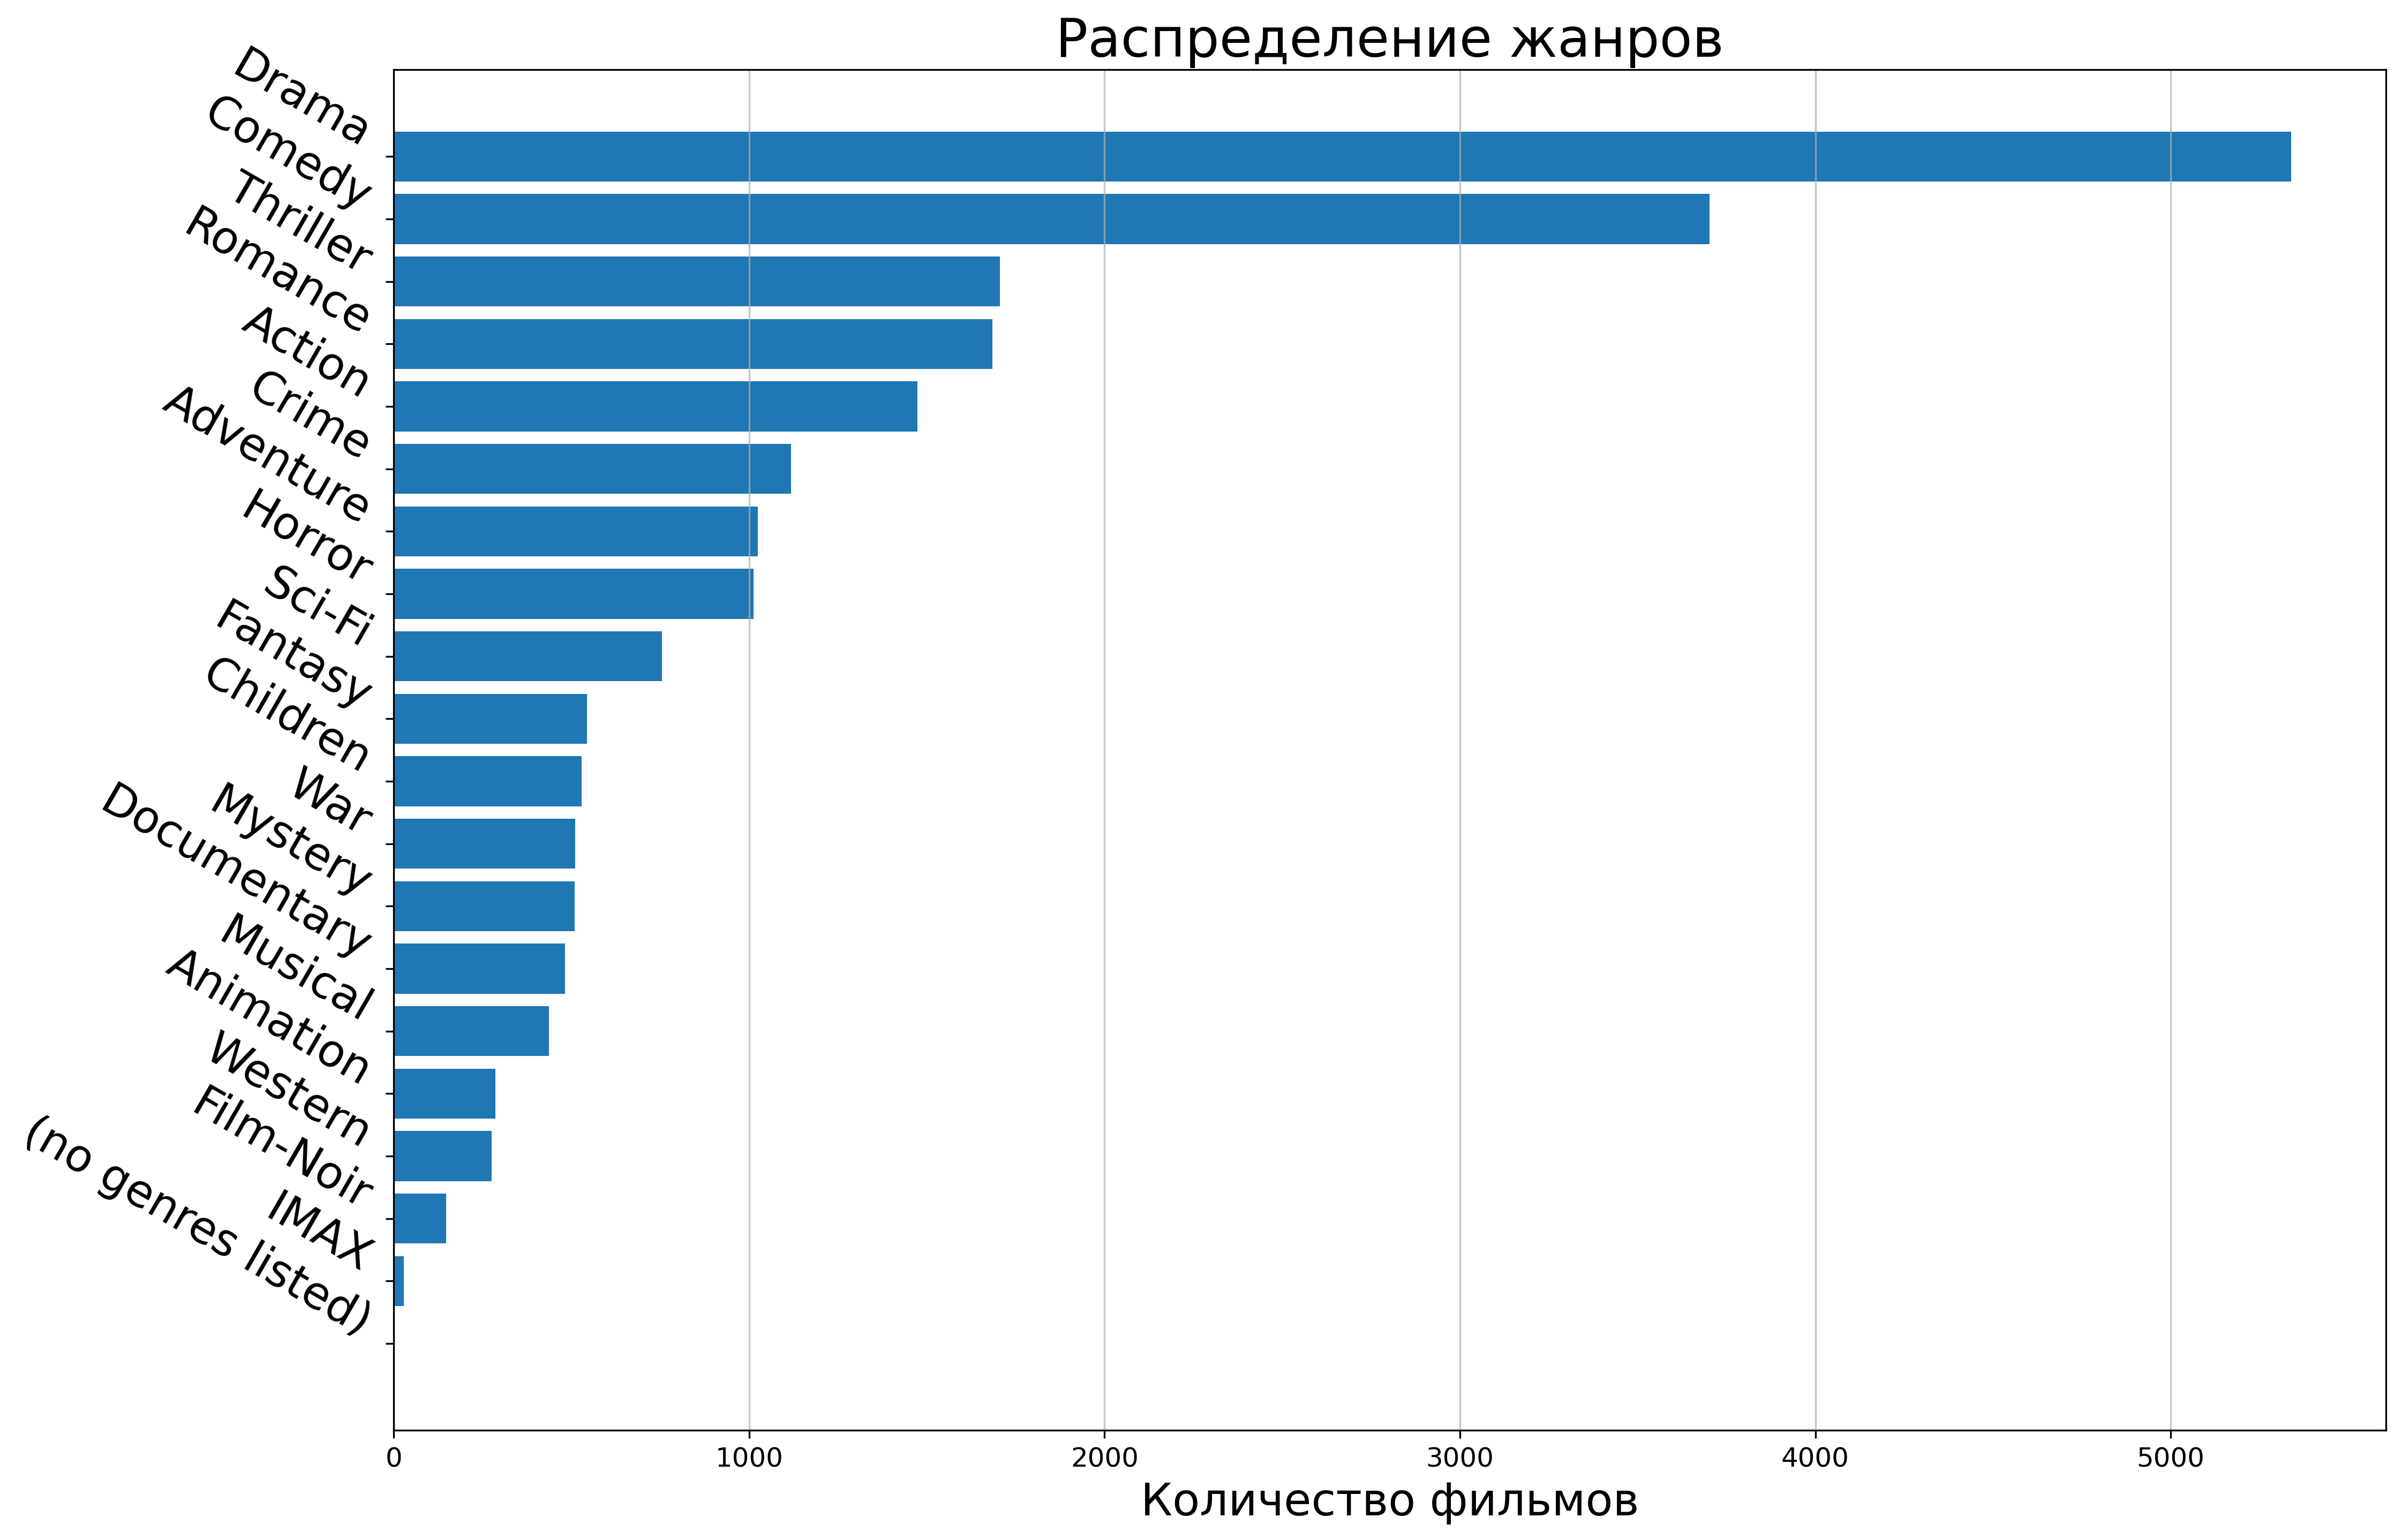 Распределение жанров
Drama
Comedy
Thriller
Romance
Action
Crime
Adventure
Horror
Sci-Fi
Fantasy
Children
War
Mystery
Documentary
Musical
Animation
Western
Film-Noir
IMAX
(no genres listed)
0 1000 2000 3000 4000 5000
Количество фильмов